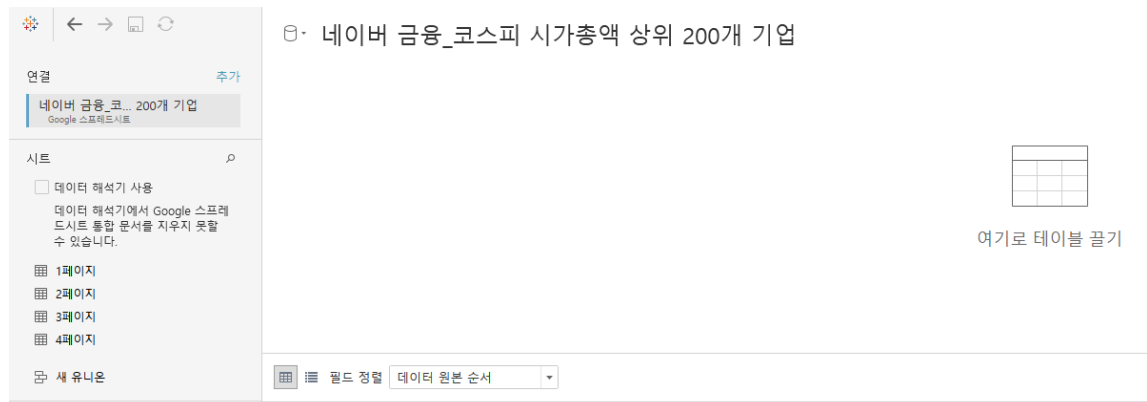 네이버 금융_코스피 시가총액 상위 200개 기업
연결
추가
네이버 금융_코... 200개 기업
Google 스프레드시트
시트
데이터 해석기 사용
데이터 해석기에서 Google 스프레
드시트 통합 문서를 지우지 못할
수 있습니다.
1페이지
2페이지
3페이지
4페이지
새 유니온
여기로 테이블 끌기
필드 정렬
데이터 원본 순서